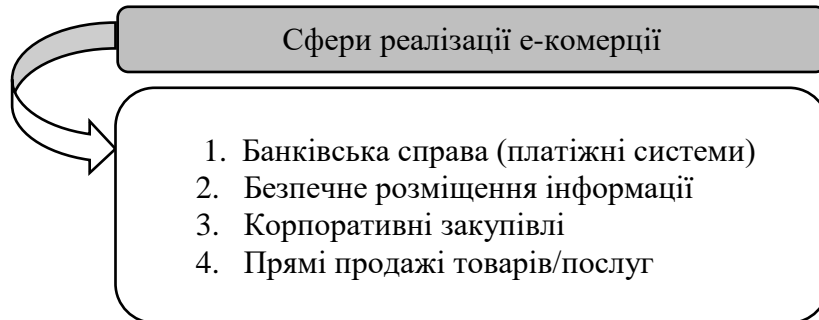 Сфери реалізації е-комерції
1. Банківська справа (платіжні системи)
2. Безпечне розміщення інформації
3. Корпоративні закупівлі
4. Прямі продажі товарів/послуг